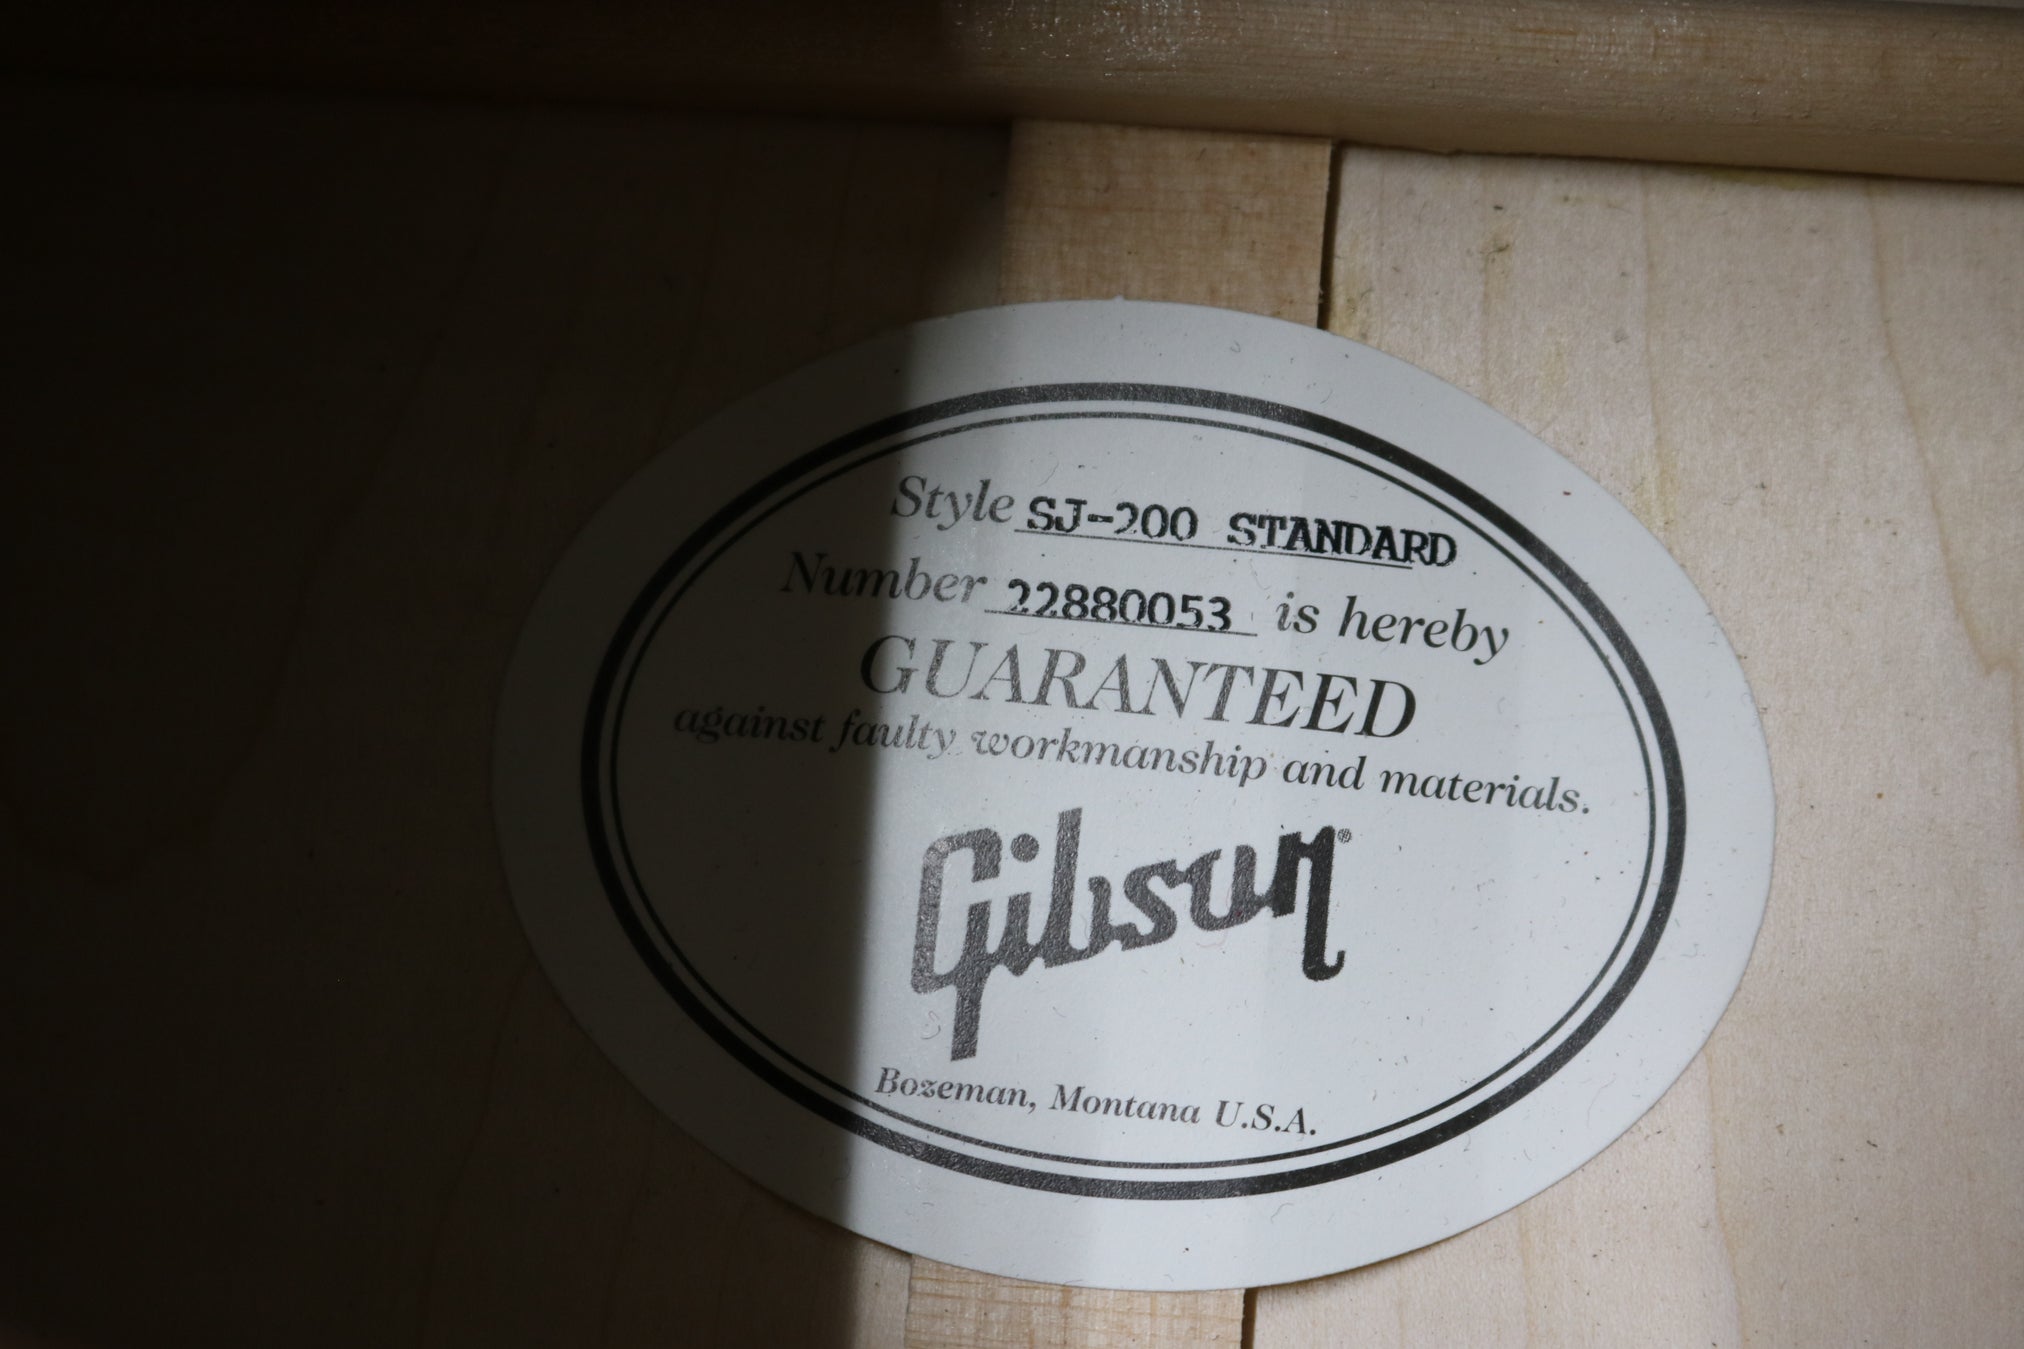 Style SJ-200 STANDARD
Number 22880053 is hereby
GUARANTEED
against faulty workmanship and materials.
Gibson®
Bozeman, Montana U.S.A.